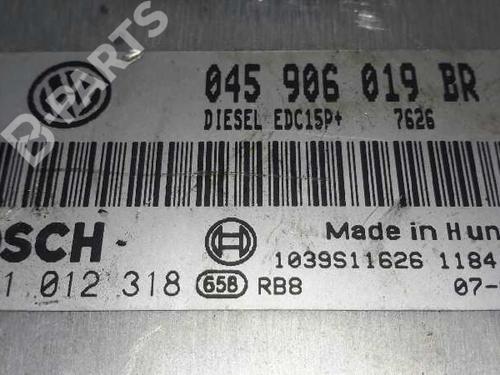 B-PARTS
045 906 019 BR
DIESEL EDC15P+ 7626
OSCH
Made in Hun
1 012 318 658 RB8
1039S11626 1184
07-